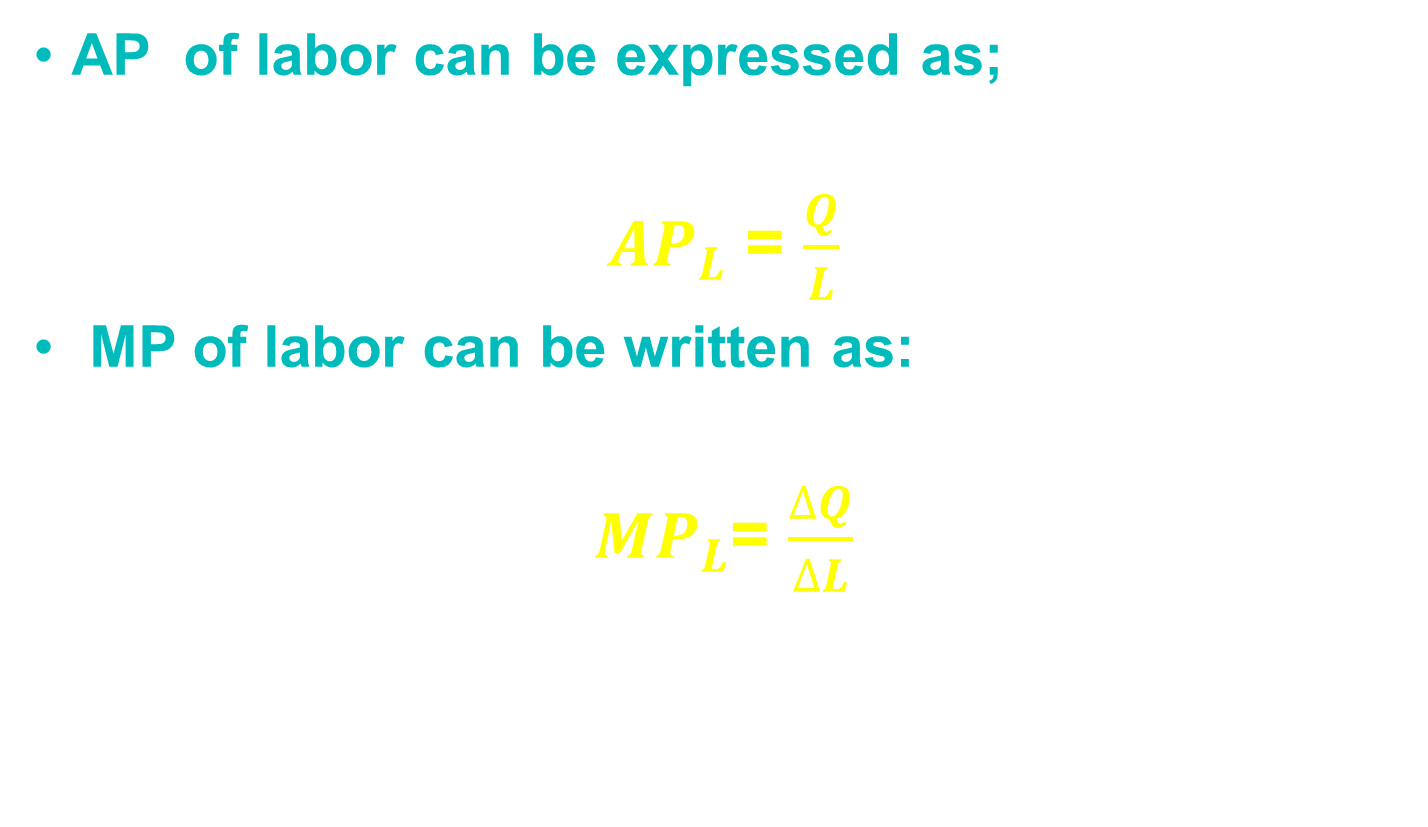 • AP  of labor can be expressed as;
AP_L = Q/L
•  MP of labor can be written as:
MP_L= ΔQ/ΔL